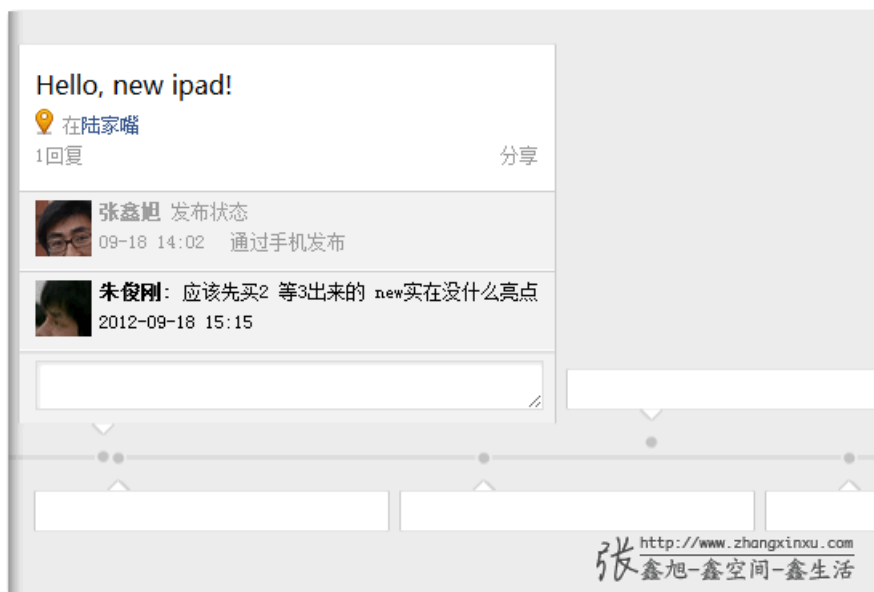 Hello, new ipad!
在陆家嘴
1回复 分享
张鑫旭 发布状态
09-18 14:02 通过手机发布
朱俊刚: 应该先买2 等3出来的 new实在没什么亮点
2012-09-18 15:15
张 http://www.zhangxinxu.com
鑫旭-鑫空间-鑫生活